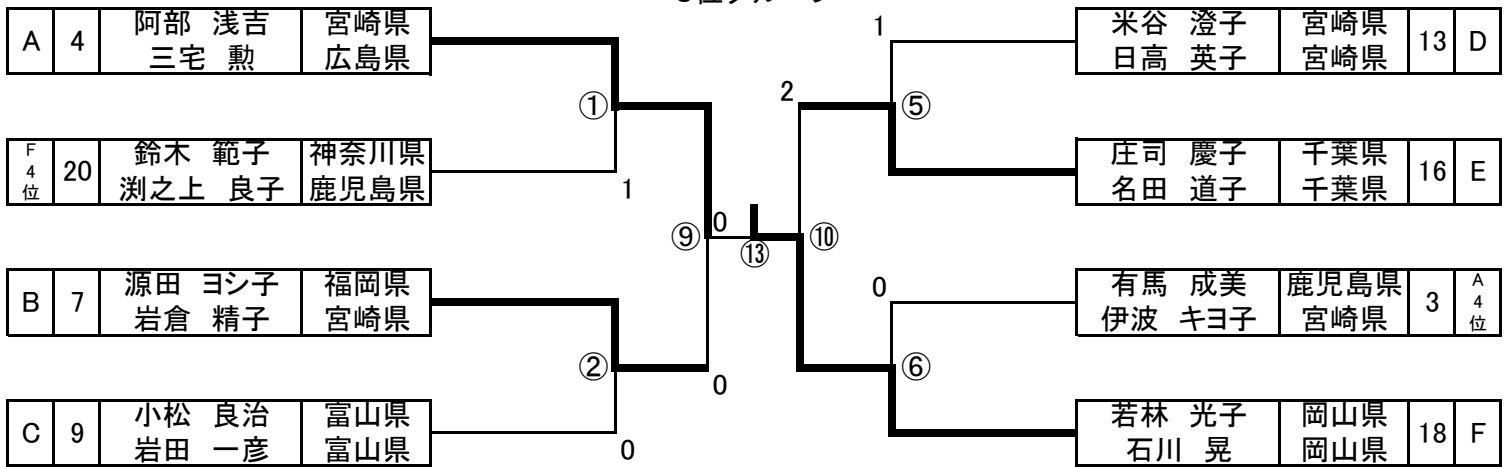 A 4 阿部 浅吉 宮崎県
三宅 勲 広島県
①
F4位 20 鈴木 範子 神奈川県
渕之上 良子 鹿児島県
1
⑨ 0
⑬
B 7 源田 ヨシ子 福岡県
岩倉 精子 宮崎県
②
0
C 9 小松 良治 富山県
岩田 一彦 富山県
0
1
米谷 澄子 宮崎県 13 D
日高 英子 宮崎県
2
⑤
庄司 慶子 千葉県 16 E
名田 道子 千葉県
⑩
0
有馬 成美 鹿児島県 3 A4位
伊波 キヨ子 宮崎県
⑥
若林 光子 岡山県 18 F
石川 晃 岡山県